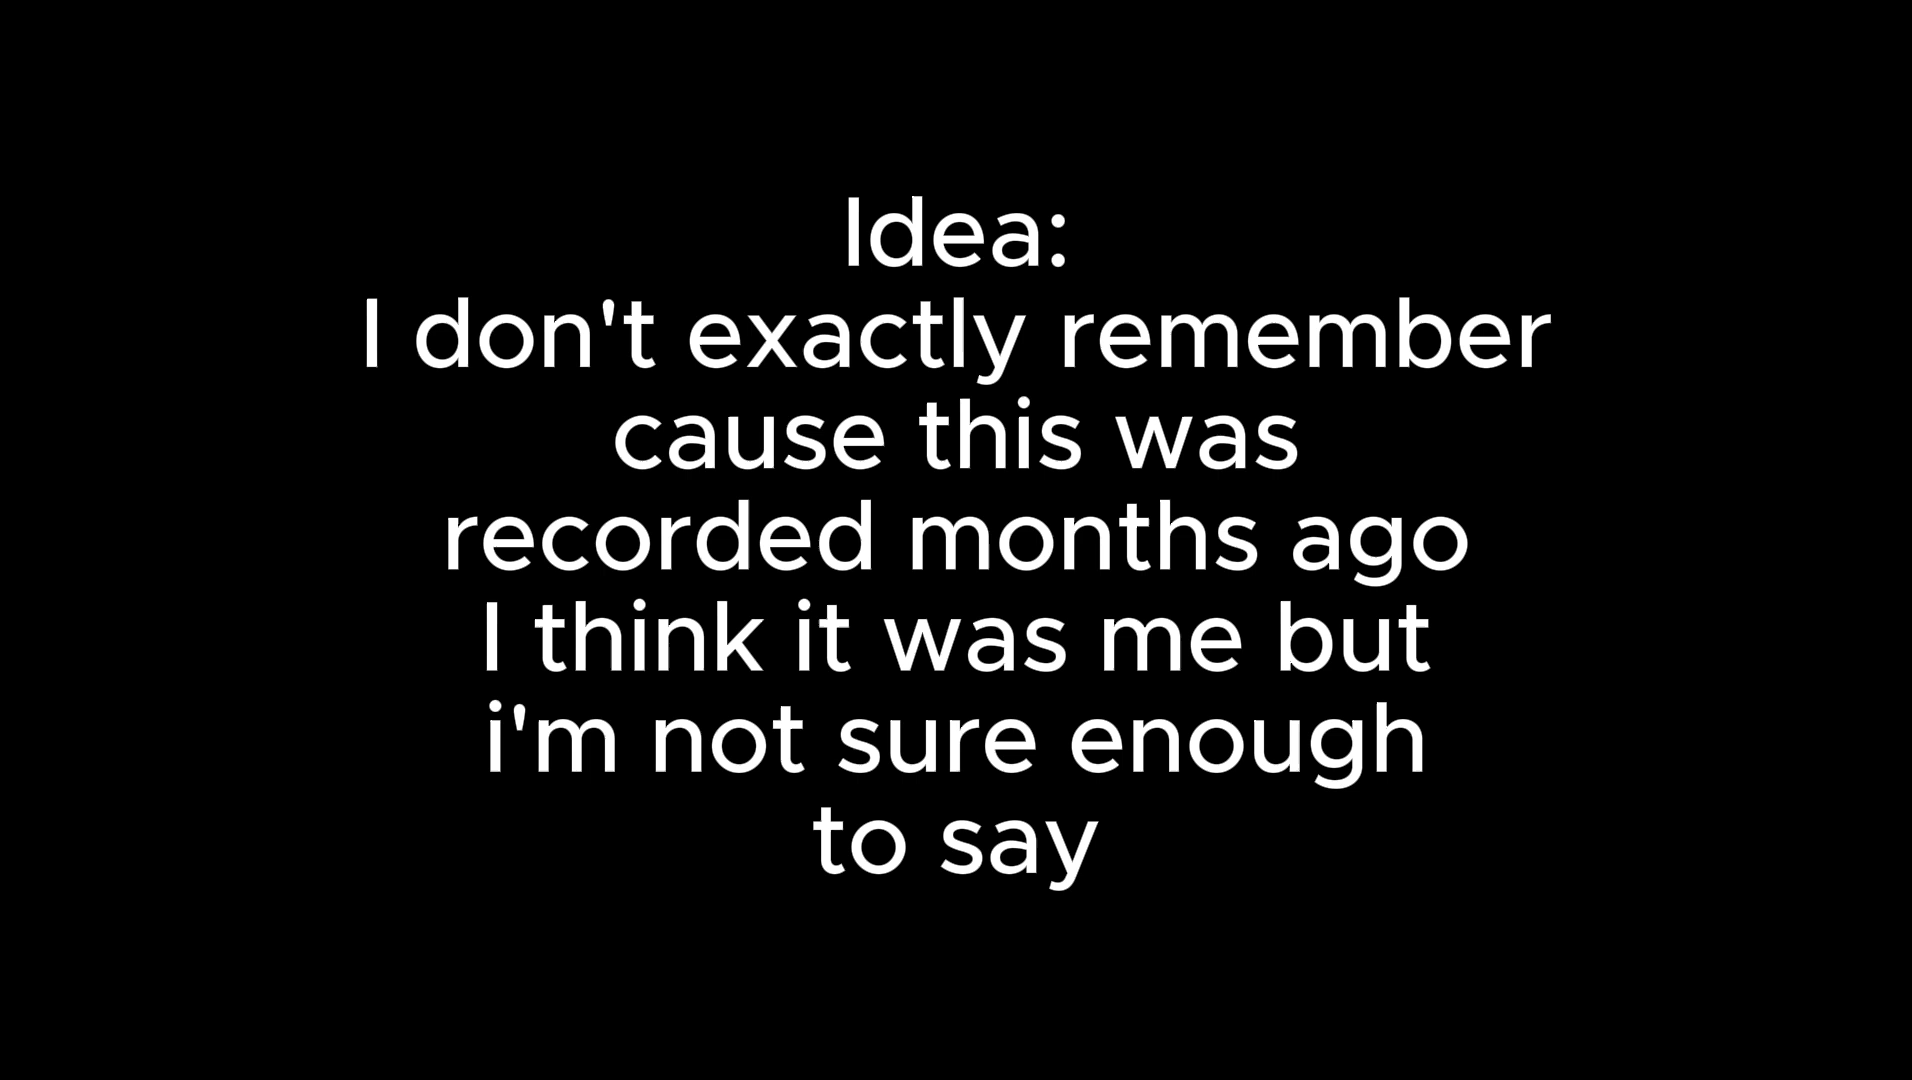 Idea:
I don't exactly remember
cause this was
recorded months ago
I think it was me but
i'm not sure enough
to say